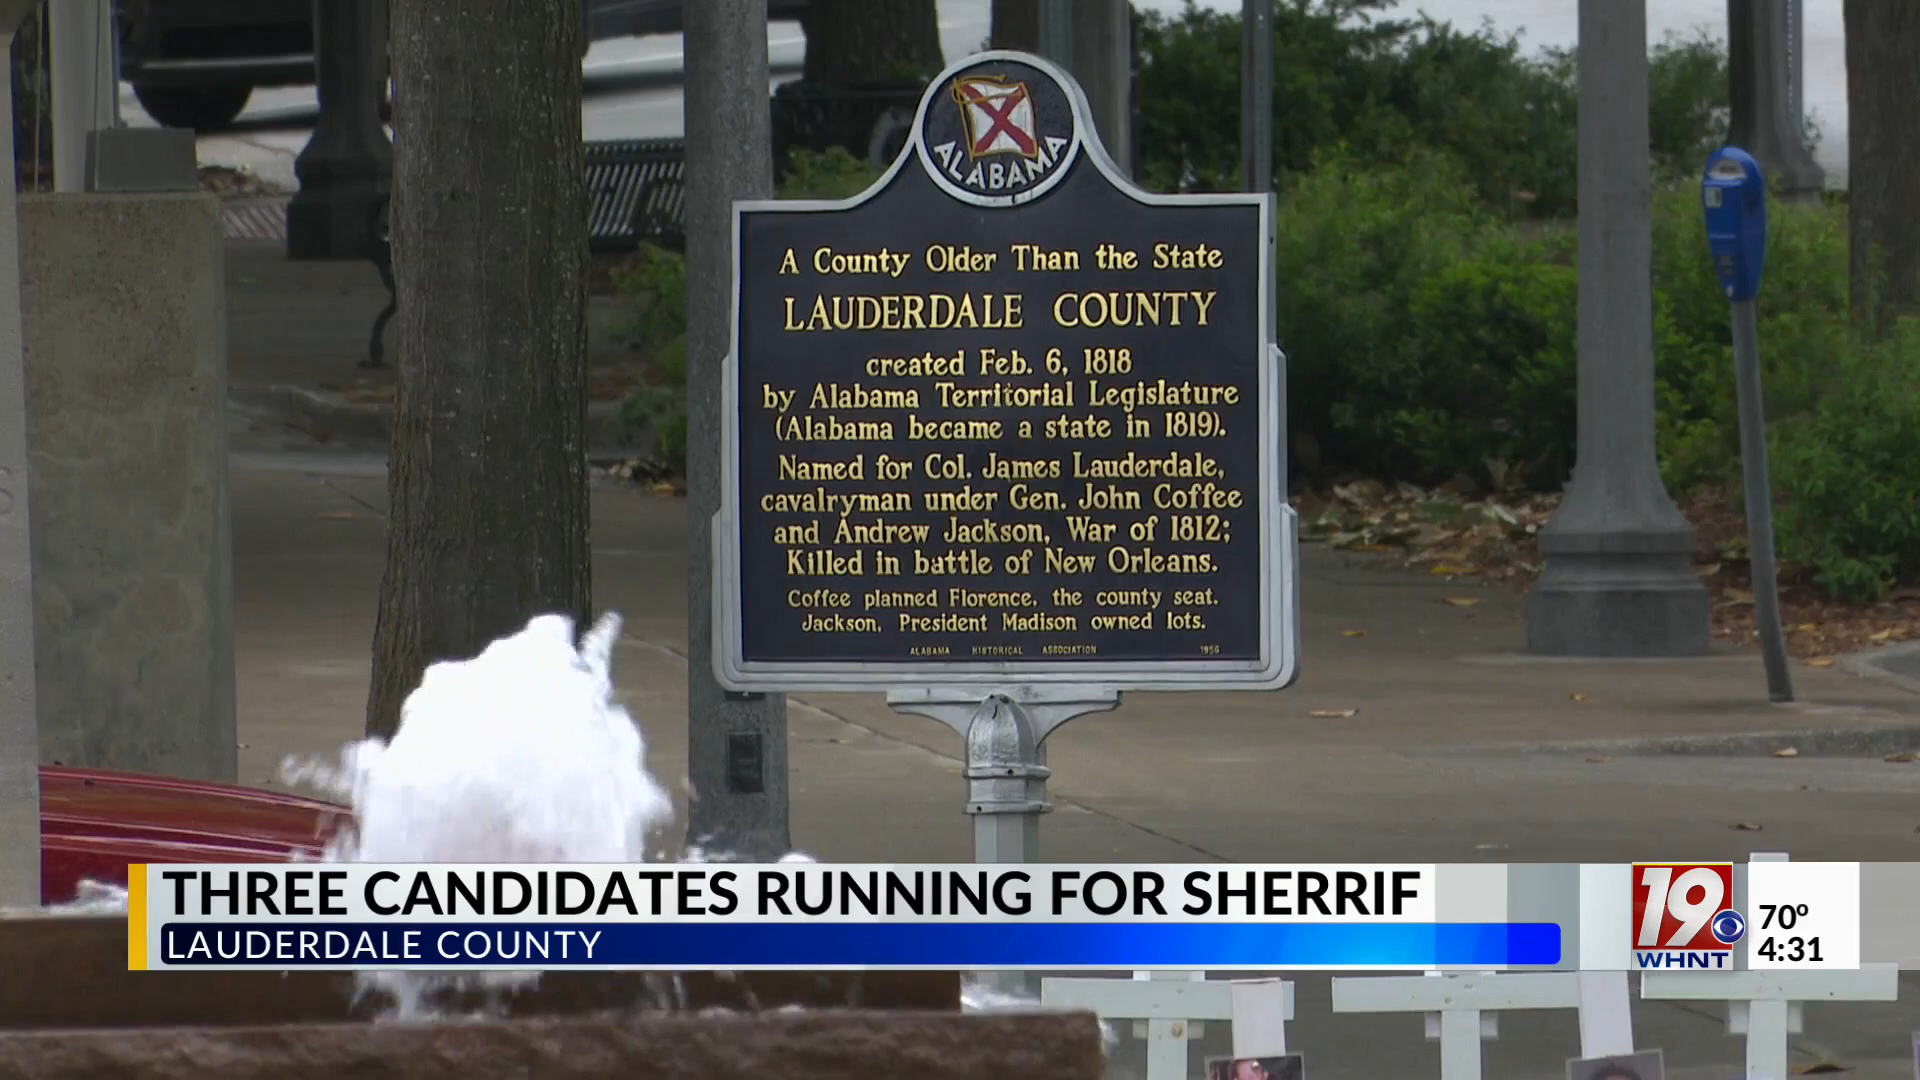 ALABAMA
A County Older Than the State
LAUDERDALE COUNTY
created Feb. 6, 1818
by Alabama Territorial Legislature
(Alabama became a state in 1819).
Named for Col. James Lauderdale,
cavalryman under Gen. John Coffee
and Andrew Jackson, War of 1812;
Killed in battle of New Orleans.
Coffee planned Florence, the county seat.
Jackson, President Madison owned lots.
ALABAMA HISTORICAL ASSOCIATION 1956
THREE CANDIDATES RUNNING FOR SHERRIF
LAUDERDALE COUNTY
19
WHNT
70º
4:31